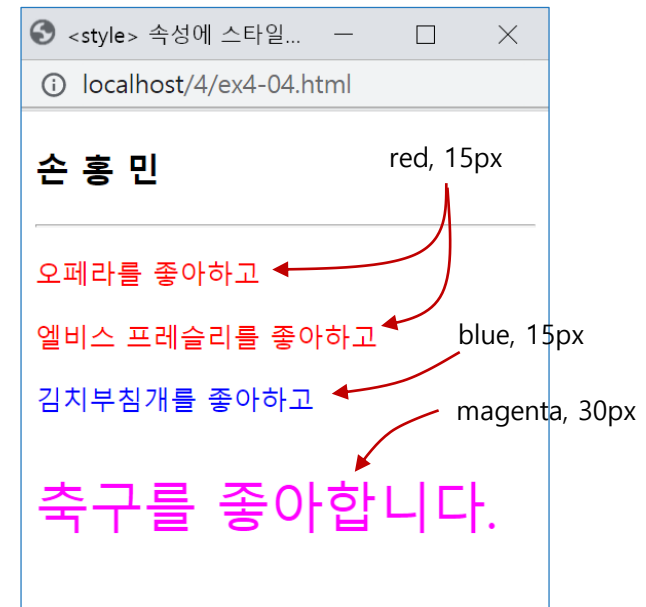 <style> 속성에 스타일...
localhost/4/ex4-04.html
손 홍 민
red, 15px
오페라를 좋아하고
엘비스 프레슬리를 좋아하고
blue, 15px
김치부침개를 좋아하고
magenta, 30px
축구를 좋아합니다.